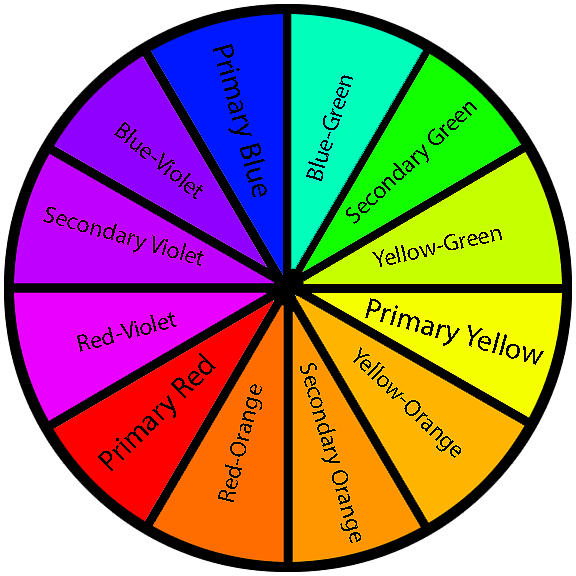 Primary Blue
Blue-Green
Secondary Green
Yellow-Green
Primary Yellow
Yellow-Orange
Secondary Orange
Red-Orange
Primary Red
Red-Violet
Secondary Violet
Blue-Violet